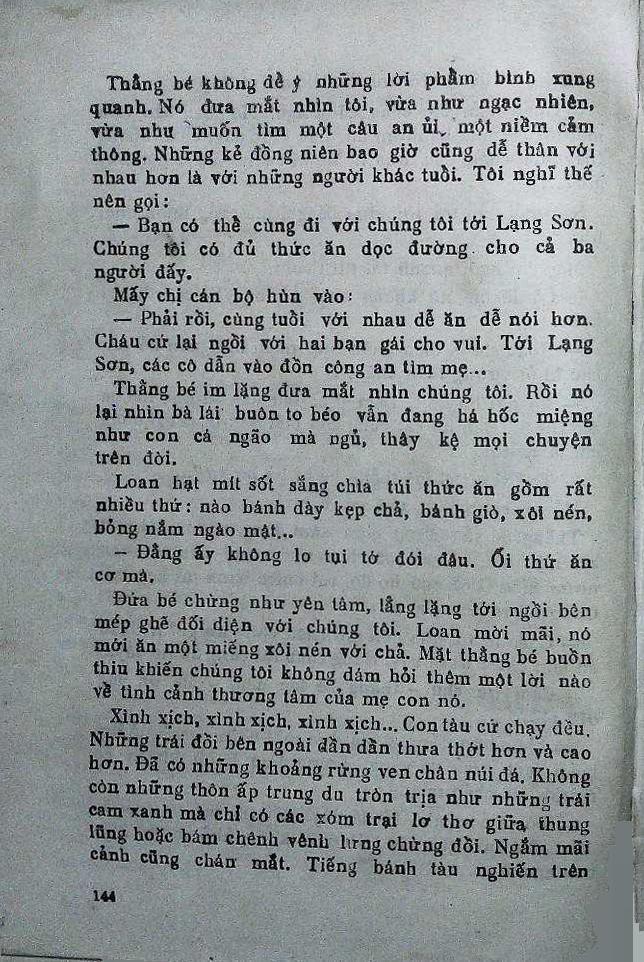 Thằng bé không để ý những lời phẩm bình xung
quanh. Nó đưa mắt nhìn tôi, vừa như ngạc nhiên,
vừa như muốn tìm một câu an ủi, một niềm cảm
thông. Những kẻ đồng niên bao giờ cũng dễ thân với
nhau hơn là với những người khác tuổi. Tôi nghĩ thế
nên gọi:
— Bạn có thể cùng đi với chúng tôi tới Lạng Sơn.
Chúng tôi có đủ thức ăn dọc đường cho cả ba
người đấy.
Mấy chị cán bộ hùn vào:
— Phải rồi, cùng tuổi với nhau dễ ăn dễ nói hơn.
Cháu cứ lại ngồi với hai bạn gái cho vui. Tới Lạng
Sơn, các cô dẫn vào đồn công an tìm mẹ...
Thằng bé im lặng đưa mắt nhìn chúng tôi. Rồi nó
lại nhìn bà lái buôn to béo vẫn đang há hốc miệng
như con cá ngão mà ngủ, thây kệ mọi chuyện
trên đời.
Loan hạt mít sốt sắng chìa túi thức ăn gồm rất
nhiều thứ: nào bánh dày kẹp chả, bánh giò, xôi nén,
bỏng nắm ngào mật...
— Đằng ấy không lo tụi tớ đói đâu. Ối thứ ăn
cơ mà.
Đứa bé chừng như yên tâm, lẳng lặng tới ngồi bên
mép ghế đối diện với chúng tôi. Loan mời mãi, nó
mới ăn một miếng xôi nén với chả. Mặt thằng bé buồn
thiu khiến chúng tôi không dám hỏi thêm một lời nào
về tình cảnh thương tâm của mẹ con nó.
Xình xịch, xình xịch, xình xịch... Con tàu cứ chạy đều.
Những trái đồi bên ngoài dần dần thưa thớt hơn và cao
hơn. Đã có những khoảng rừng ven chân núi đá. Không
còn những thôn ấp trung du tròn trịa như những trái
cam xanh mà chỉ có các xóm trại lơ thơ giữa thung
lũng hoặc bám chênh vênh lưng chừng đồi. Ngắm mãi
cảnh cũng chán mắt. Tiếng bánh tàu nghiến trên
144